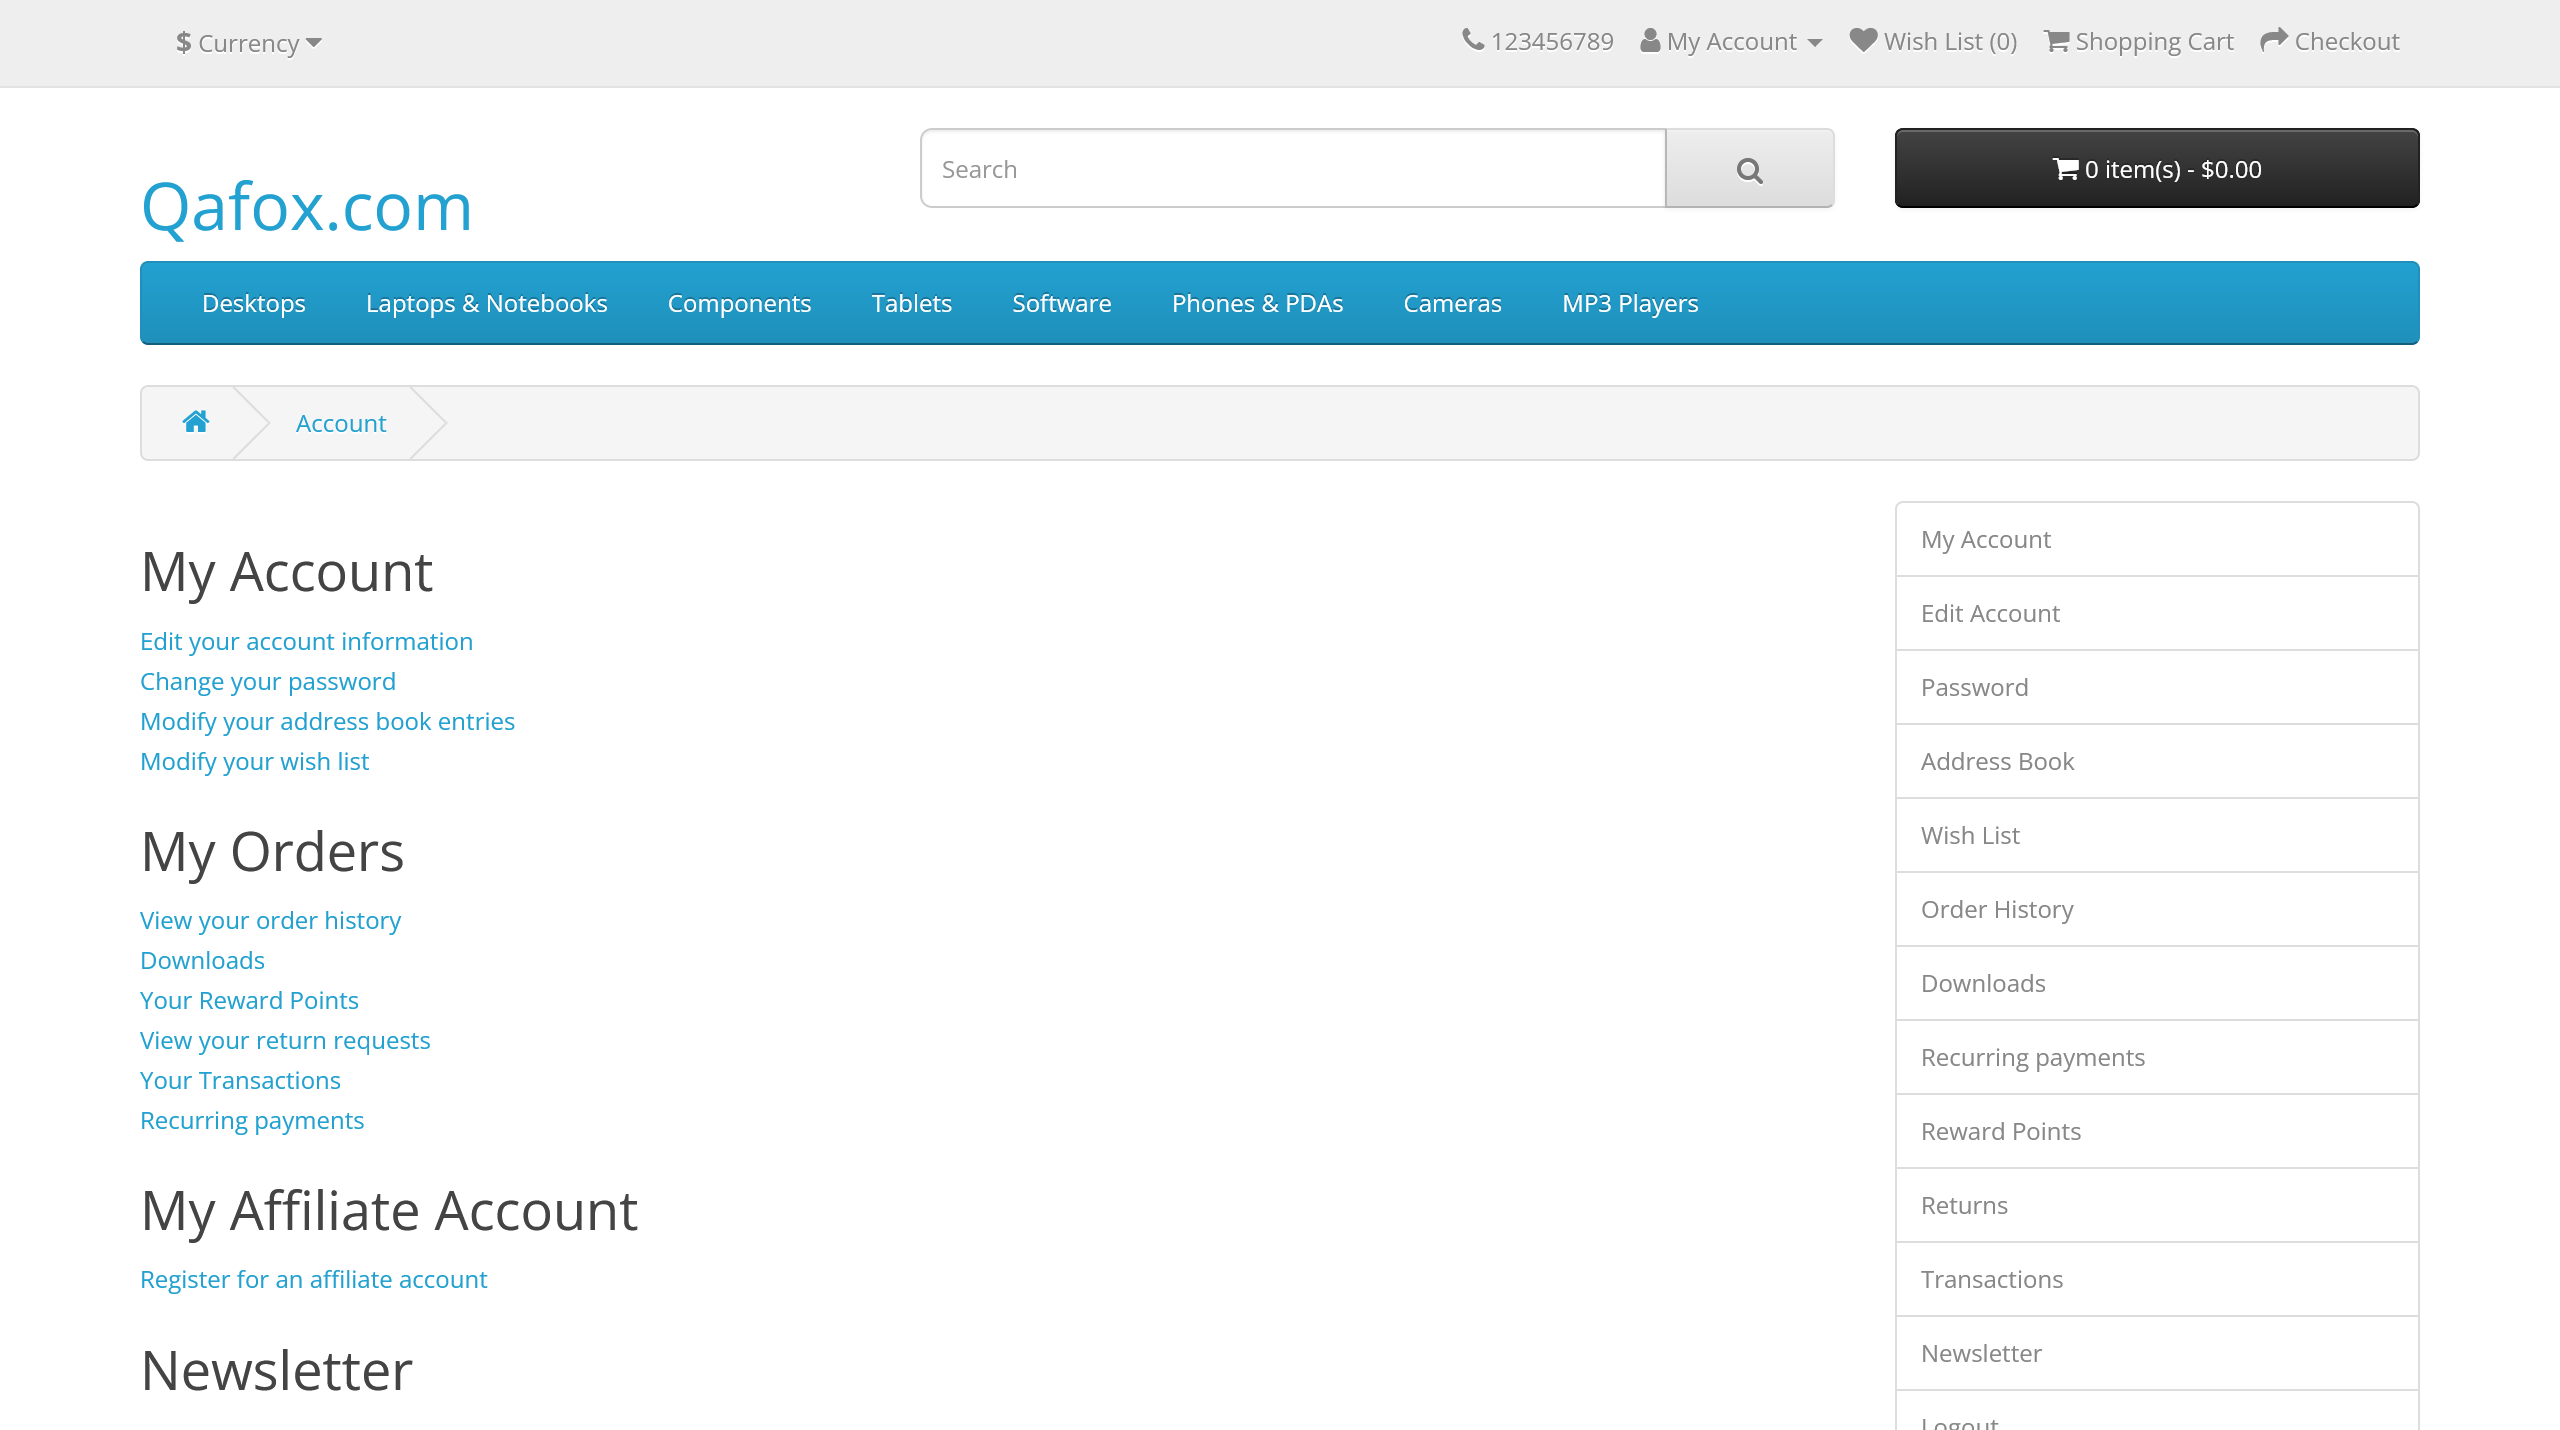 $ Currency
123456789 My Account Wish List (0) Shopping Cart Checkout
Qafox.com
Search
0 item(s) - $0.00
Desktops Laptops & Notebooks Components Tablets Software Phones & PDAs Cameras MP3 Players
Account
My Account
Edit your account information
Change your password
Modify your address book entries
Modify your wish list
My Orders
View your order history
Downloads
Your Reward Points
View your return requests
Your Transactions
Recurring payments
My Affiliate Account
Register for an affiliate account
Newsletter
My Account
Edit Account
Password
Address Book
Wish List
Order History
Downloads
Recurring payments
Reward Points
Returns
Transactions
Newsletter
Logout